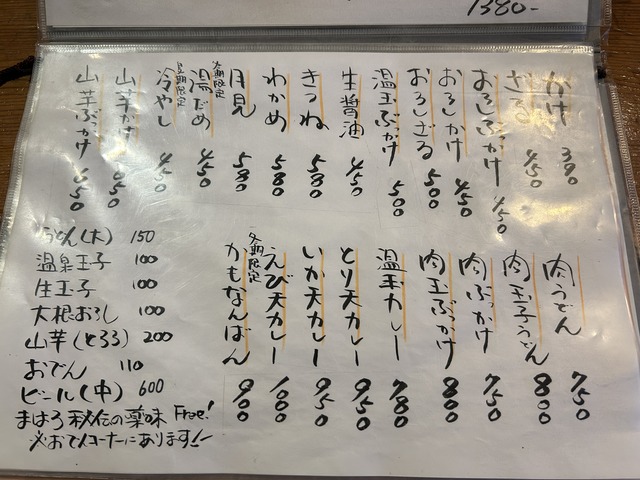 1380-
かけ 390
ざる 450
おろしぶっかけ 450
おろしかけ 450
おろしざる 500
温玉ぶっかけ 500
生醤油 450
きつね 580
わかめ 580
月見 580
冬期限定 湯だめ 450
夏期限定 冷やし 450
山芋かけ 650
山芋ぶっかけ 650
肉うどん 750
肉玉子うどん 800
肉ぶっかけ 750
肉玉ぶっかけ 800
温玉カレー 780
とり天カレー 950
いか天カレー 950
えび天カレー 1000
冬期限定 かもなんばん 900
うどん(大) 150
温泉玉子 100
生玉子 100
大根おろし 100
山芋(とろろ) 200
おでん 110
ビール(中) 600
まはろ秘伝の薬味 Free!
※おでんコーナーにあります!!